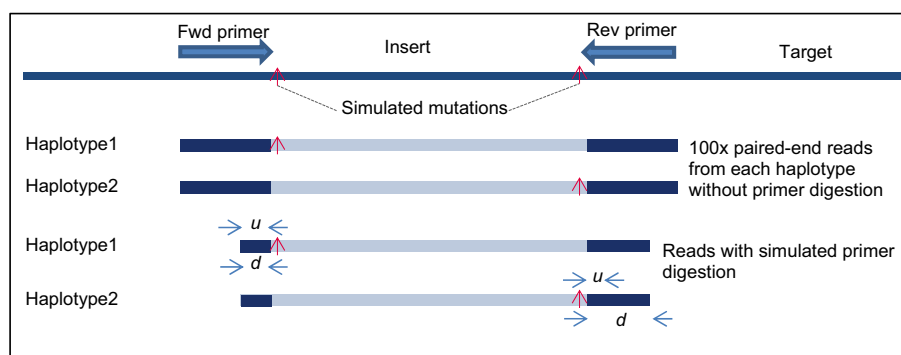 Fwd primer
Insert
Rev primer
Target
Simulated mutations
Haplotype1
100x paired-end reads
from each haplotype
without primer digestion
Haplotype2
u
Haplotype1
Reads with simulated primer
digestion
d
u
Haplotype2
d